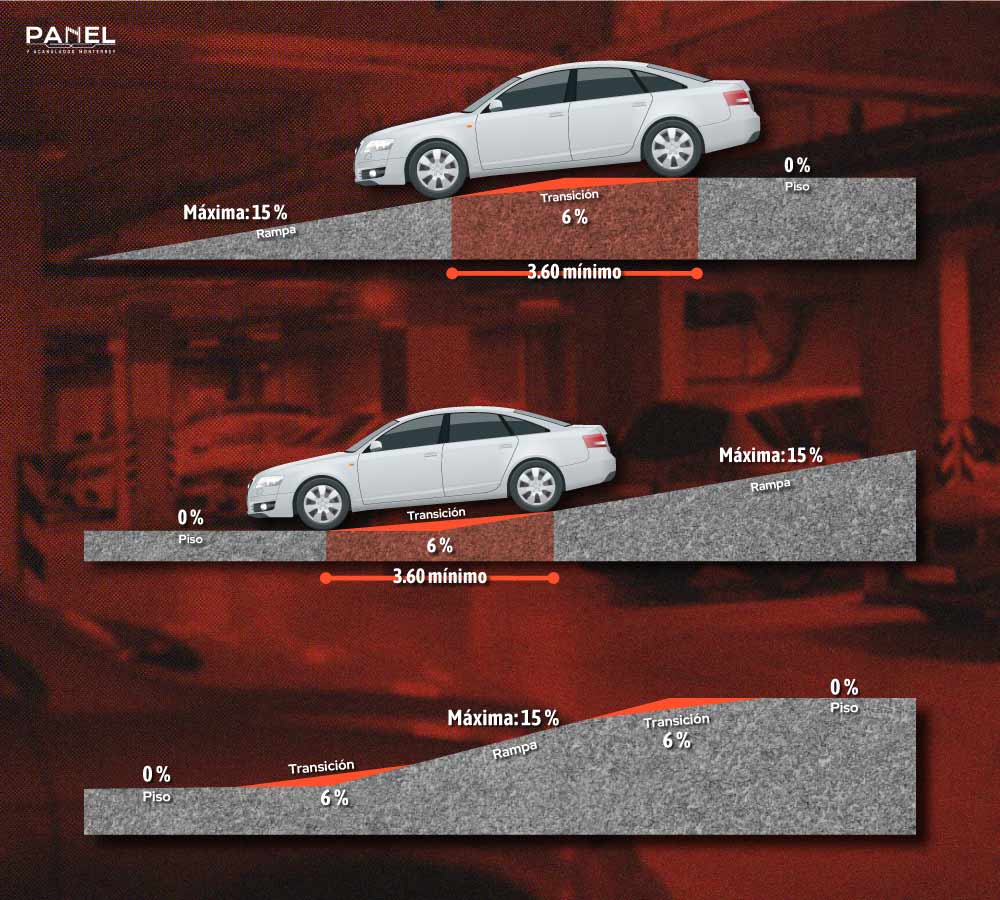 PANEL
Y ACANALADOS MONTERREY
0 %
Piso
Máxima: 15 %
Rampa
Transición
6 %
3.60 mínimo
Máxima: 15 %
Rampa
0 %
Piso
Transición
6 %
3.60 mínimo
0 %
Piso
Máxima: 15 %
Rampa
Transición
6 %
0 %
Piso
Transición
6 %